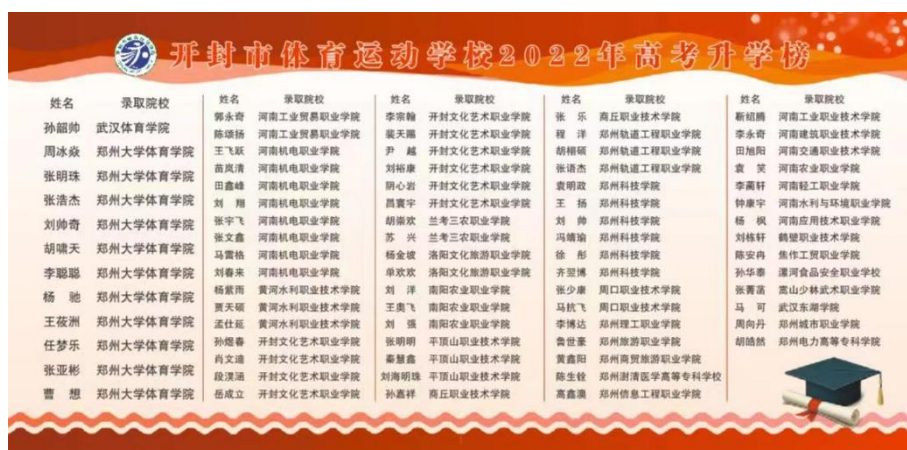 开封市体育运动学校2022年高考升学榜
姓名 录取院校
孙韶帅 武汉体育学院
周冰焱 郑州大学体育学院
张明珠 郑州大学体育学院
张浩杰 郑州大学体育学院
刘帅奇 郑州大学体育学院
胡啸天 郑州大学体育学院
李聪聪 郑州大学体育学院
杨 驰 郑州大学体育学院
王莜洲 郑州大学体育学院
任梦乐 郑州大学体育学院
张亚彬 郑州大学体育学院
曹 想 郑州大学体育学院
姓名 录取院校
郭永奇 河南工业贸易职业学院
陈颂扬 河南工业贸易职业学院
王飞跃 河南机电职业学院
苗岚清 河南机电职业学院
田鑫峰 河南机电职业学院
刘 翔 河南机电职业学院
张宇飞 河南机电职业学院
张文鑫 河南机电职业学院
马霄格 河南机电职业学院
刘春来 河南机电职业学院
杨紫雨 黄河水利职业技术学院
贾天硕 黄河水利职业技术学院
孟仕延 黄河水利职业技术学院
孙煜春 开封文化艺术职业学院
肖文迪 开封文化艺术职业学院
段淏涵 开封文化艺术职业学院
岳成立 开封文化艺术职业学院
姓名 录取院校
李宗翰 开封文化艺术职业学院
裴天赐 开封文化艺术职业学院
尹 越 开封文化艺术职业学院
刘裕康 开封文化艺术职业学院
阴心岩 开封文化艺术职业学院
吕寰宇 开封文化艺术职业学院
胡崇欢 兰考三农职业学院
苏 兴 兰考三农职业学院
杨金坡 洛阳文化旅游职业学院
单欢欢 洛阳文化旅游职业学院
刘 洋 南阳农业职业学院
王奥飞 南阳农业职业学院
刘 强 南阳农业职业学院
张明明 平顶山职业技术学院
秦慧鑫 平顶山职业技术学院
刘海明珠 平顶山职业技术学院
孙嘉祥 商丘职业技术学院
姓名 录取院校
张 乐 商丘职业技术学院
程 洋 郑州轨道工程职业学院
胡栩硕 郑州轨道工程职业学院
张语杰 郑州轨道工程职业学院
袁明政 郑州科技学院
王 扬 郑州科技学院
刘 帅 郑州科技学院
冯靖瑜 郑州科技学院
徐 彤 郑州科技学院
齐翌博 郑州科技学院
张少康 周口职业技术学院
马抗飞 周口职业技术学院
李博达 郑州理工职业学院
鲁世豪 郑州旅游职业学院
黄鑫阳 郑州商贸旅游职业学院
陈生铨 郑州澍清医学高等专科学校
高鑫澳 郑州信息工程职业学院
姓名 录取院校
靳绍腾 河南工业职业技术学院
李永奇 河南建筑职业技术学院
田旭阳 河南交通职业技术学院
袁 笑 河南农业职业学院
李蔺轩 河南轻工职业学院
钟康宇 河南水利与环境职业学院
杨 枫 河南应用技术职业学院
刘栋轩 鹤壁职业技术学院
陈安冉 焦作工贸职业学院
孙华泰 漯河食品安全职业学校
张菁菡 嵩山少林武术职业学院
马 可 武汉东湖学院
周向丹 郑州城市职业学院
胡皓然 郑州电力高等专科学院